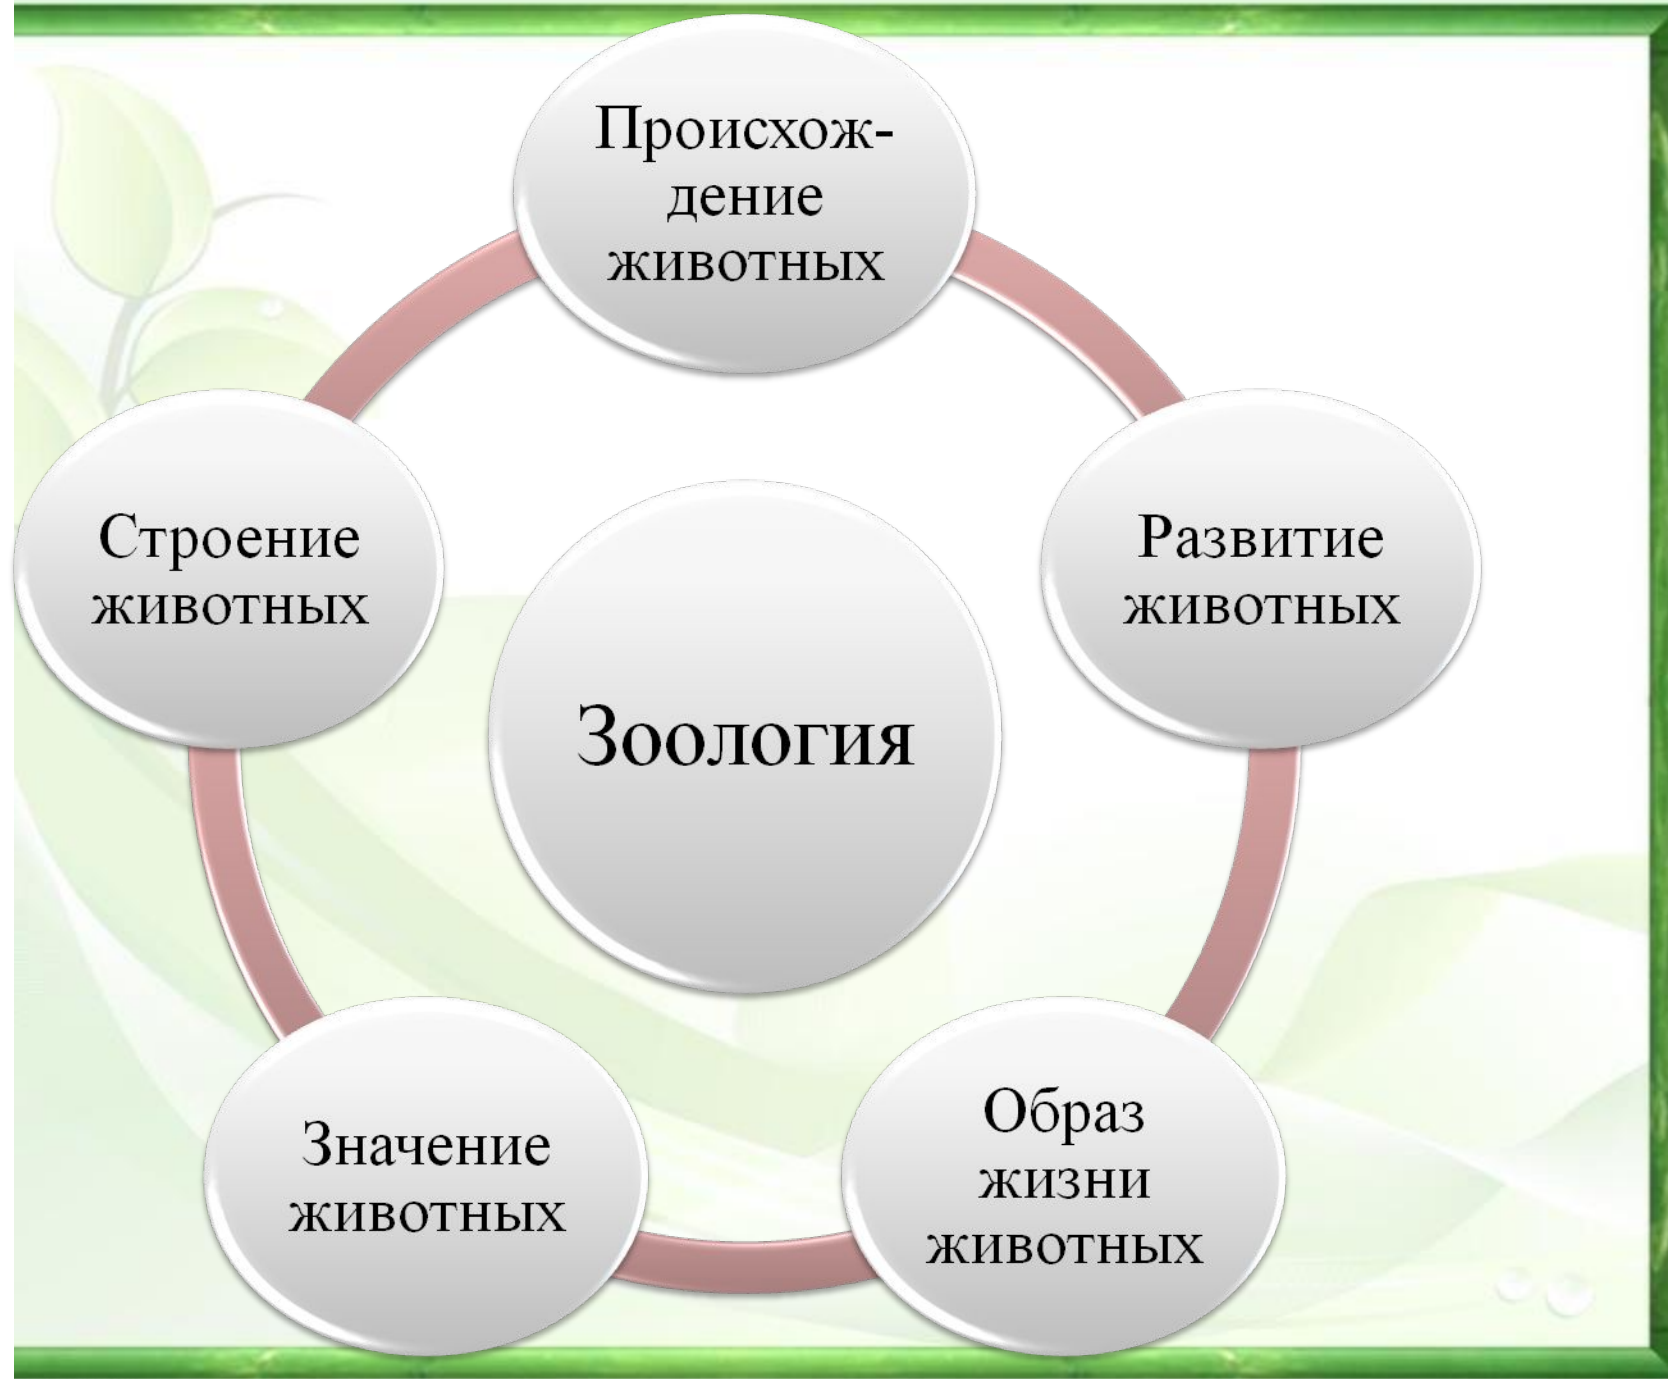 Происхож-
дение
животных
Строение
животных
Развитие
животных
Зоология
Значение
животных
Образ
жизни
животных